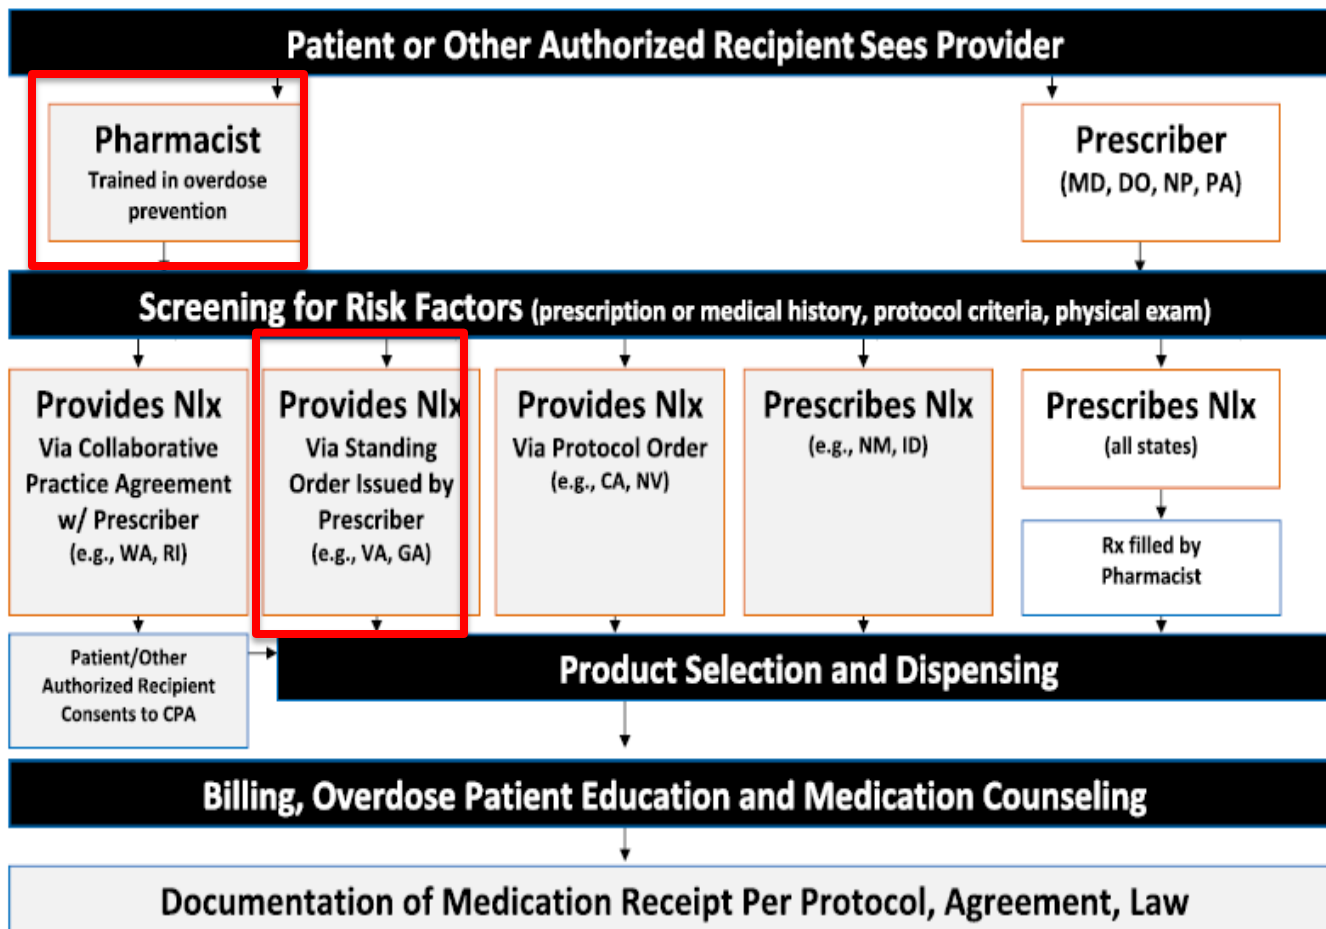 Patient or Other Authorized Recipient Sees Provider
Pharmacist
Trained in overdose
prevention
Prescriber
(MD, DO, NP, PA)
Screening for Risk Factors (prescription or medical history, protocol criteria, physical exam)
Provides Nlx
Via Collaborative
Practice Agreement
w/ Prescriber
(e.g., WA, RI)
Provides Nlx
Via Standing
Order Issued by
Prescriber
(e.g., VA, GA)
Provides Nlx
Via Protocol Order
(e.g., CA, NV)
Prescribes Nlx
(e.g., NM, ID)
Prescribes Nlx
(all states)
Rx filled by
Pharmacist
Patient/Other
Authorized Recipient
Consents to CPA
Product Selection and Dispensing
Billing, Overdose Patient Education and Medication Counseling
Documentation of Medication Receipt Per Protocol, Agreement, Law